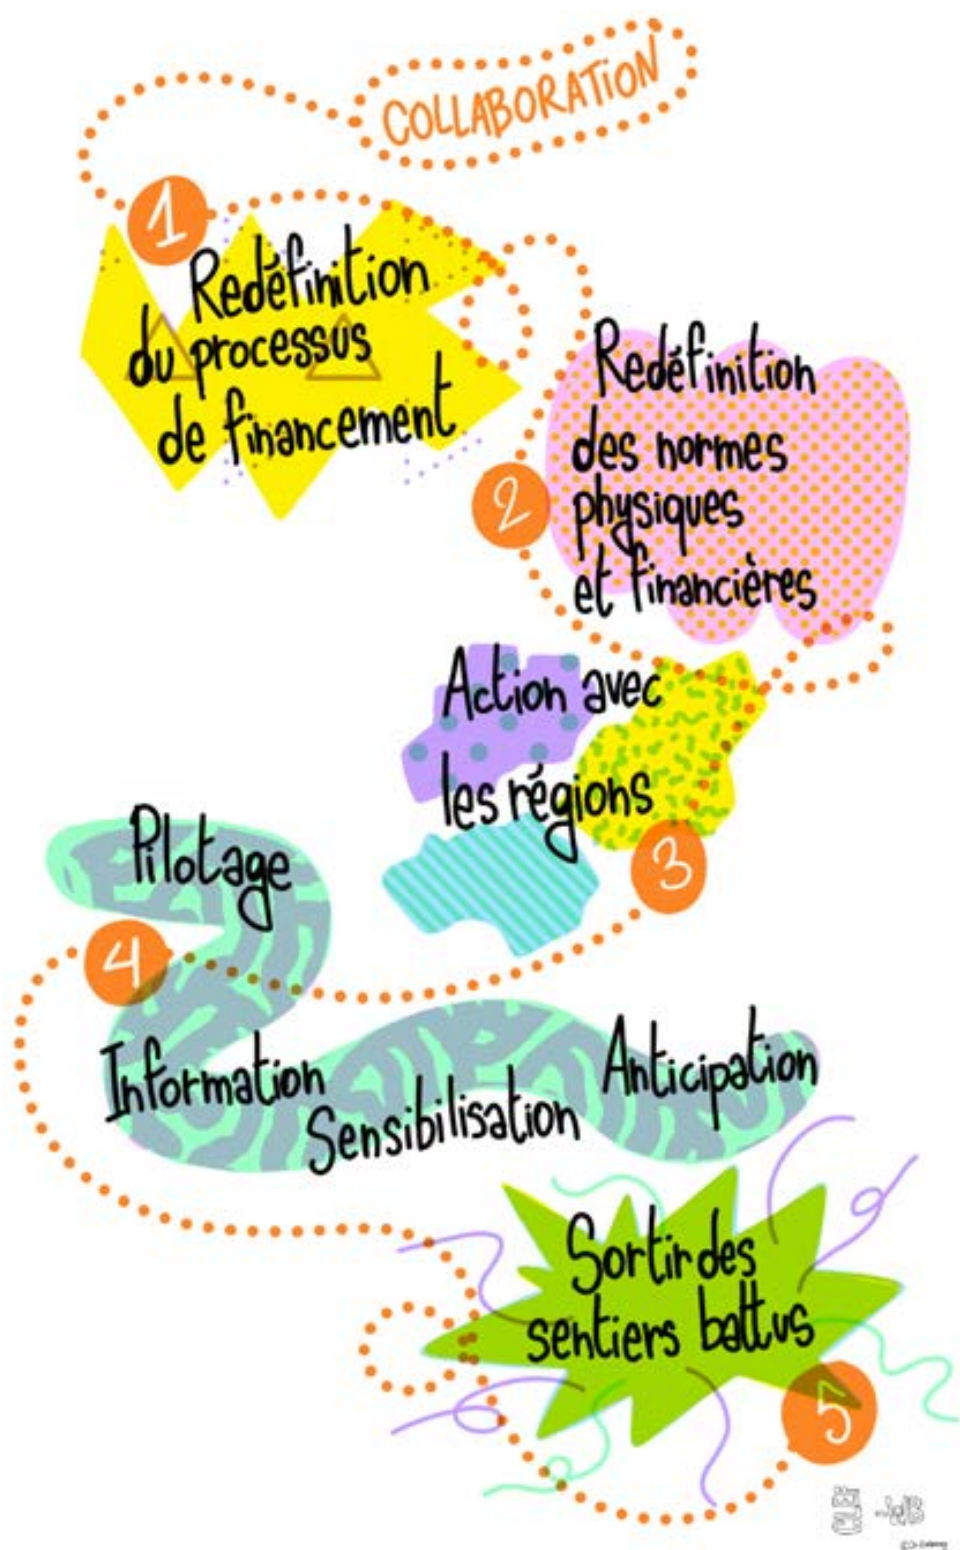 COLLABORATION
1
Redéfinition
du processus
de financement
Redéfinition
des normes
2
physiques
et financières
Action avec
les régions
3
Pilotage
4
Information
Sensibilisation
Anticipation
Sortir des
sentiers battus
5